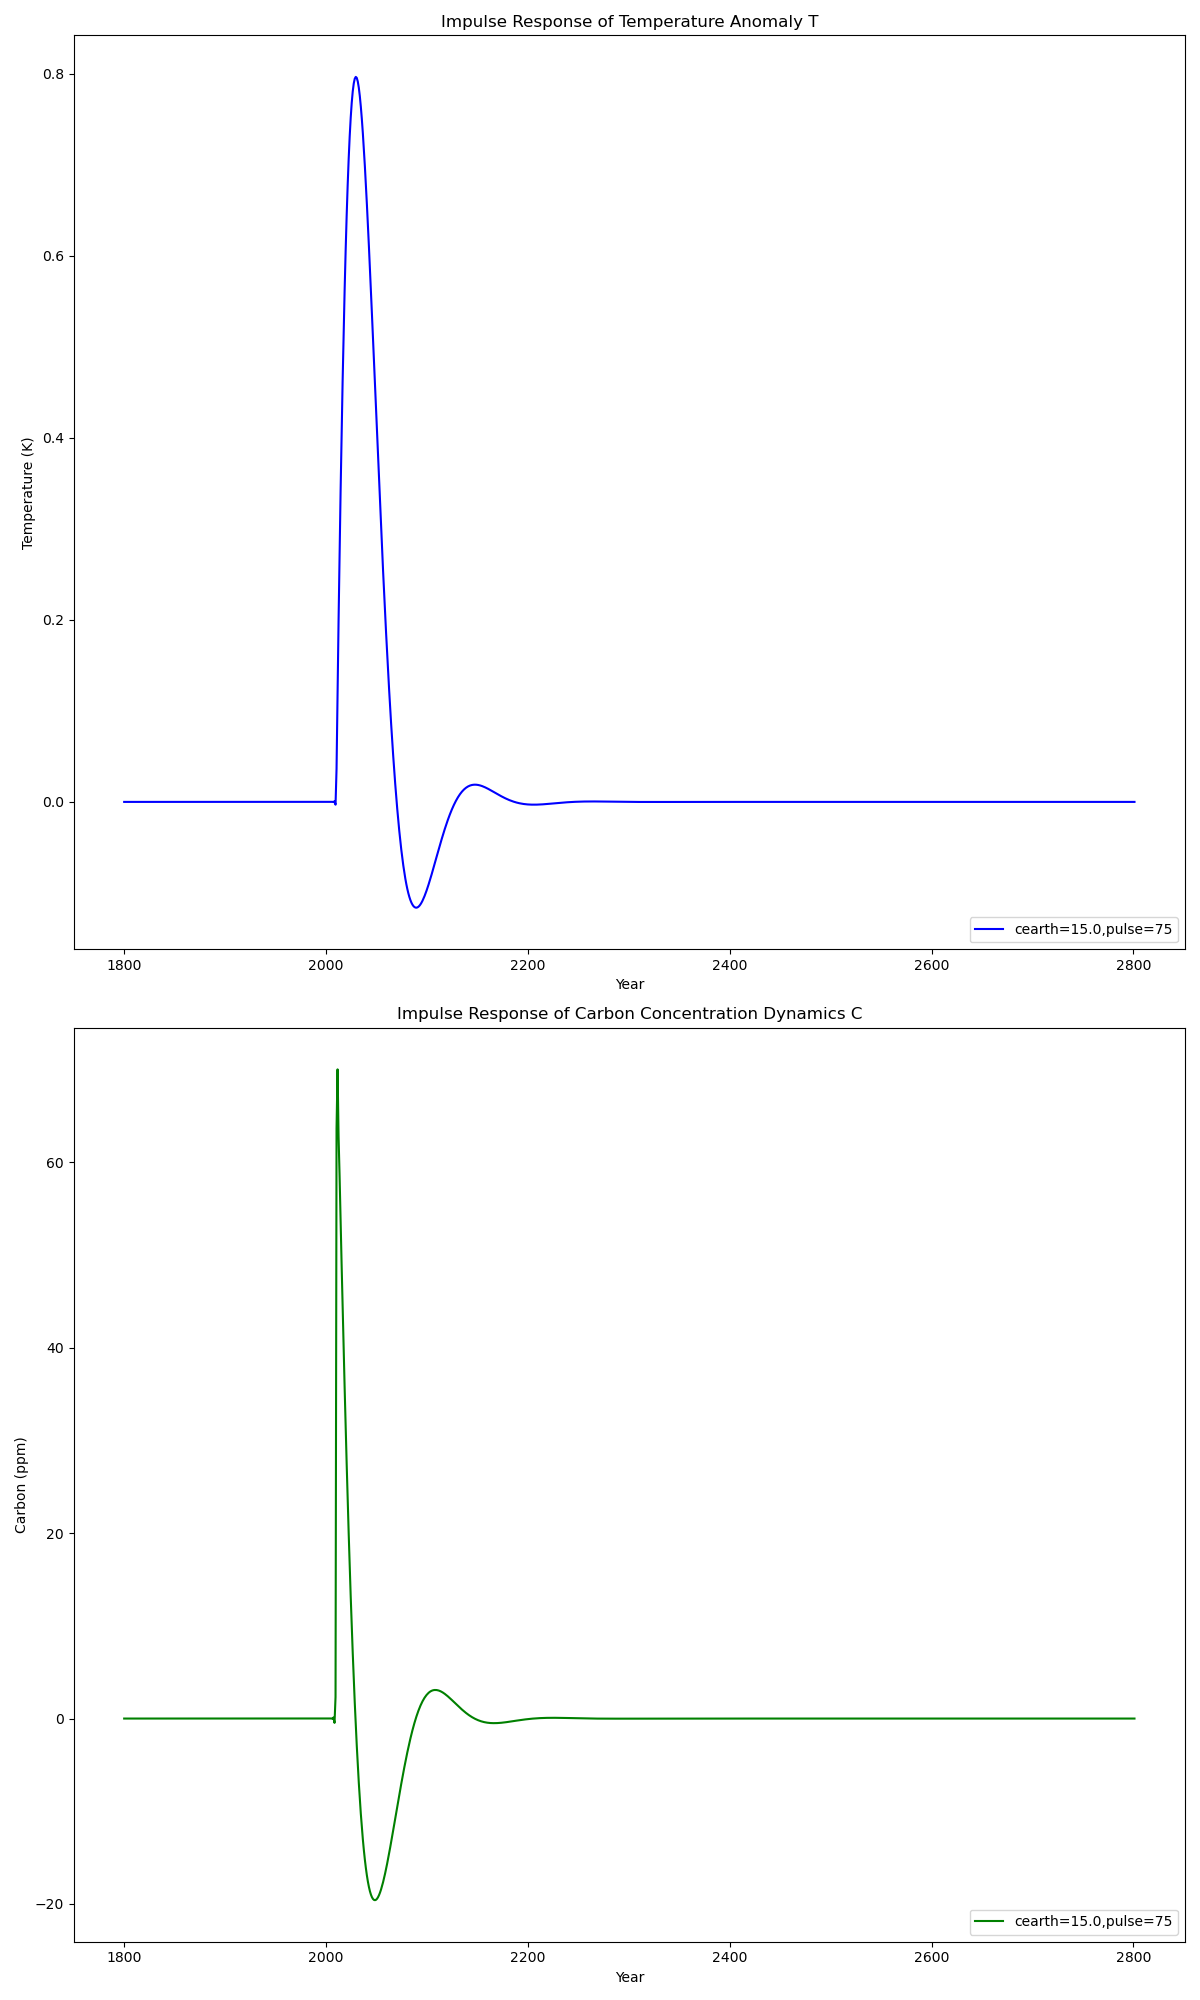 Impulse Response of Temperature Anomaly T
0.8
0.6
0.4
0.2
0.0
Temperature (K)
cearth=15.0,pulse=75
1800 2000 2200 2400 2600 2800
Year
Impulse Response of Carbon Concentration Dynamics C
60
40
20
0
−20
Carbon (ppm)
cearth=15.0,pulse=75
1800 2000 2200 2400 2600 2800
Year